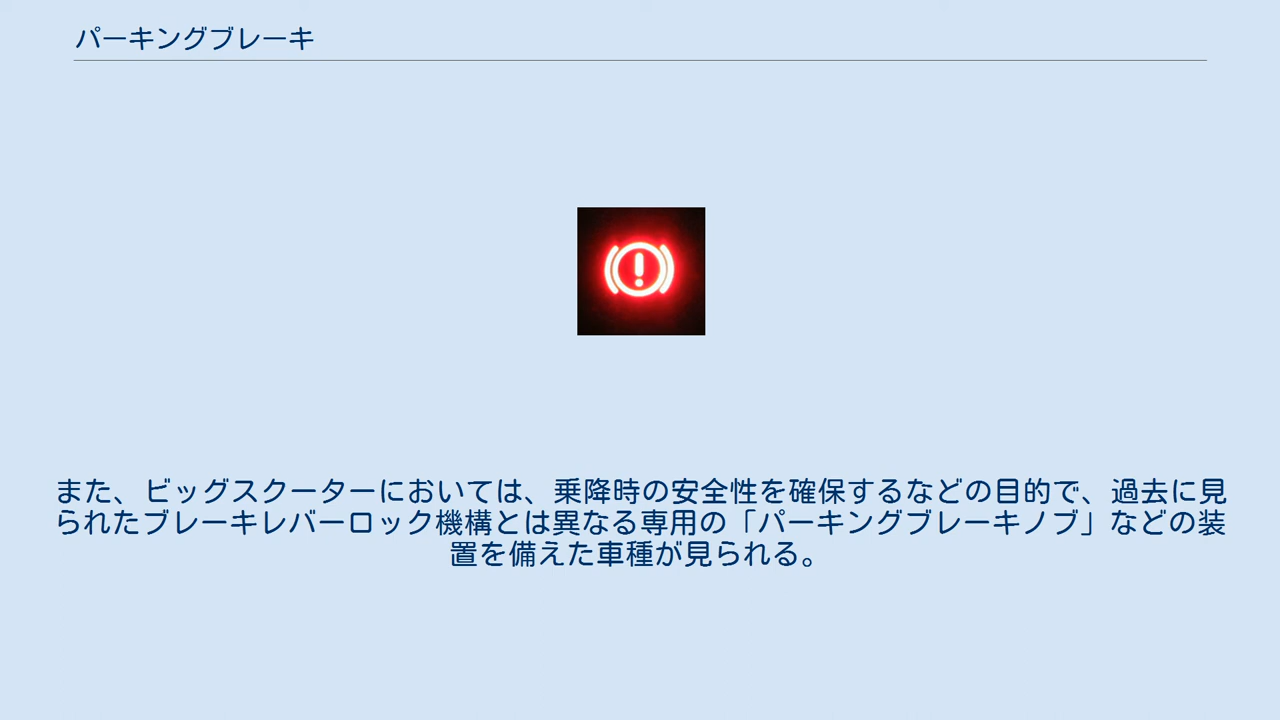 パーキングブレーキ
また、ビッグスクーターにおいては、乗降時の安全性を確保するなどの目的で、過去に見
られたブレーキレバーロック機構とは異なる専用の「パーキングブレーキノブ」などの装
置を備えた車種が見られる。